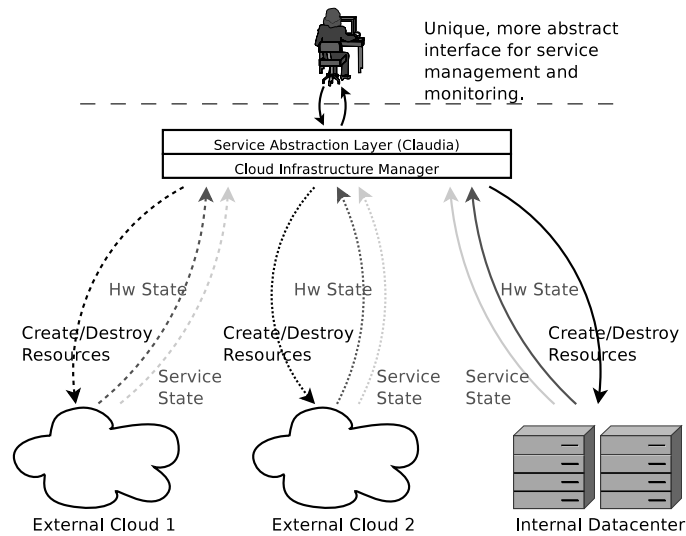 Unique, more abstract
interface for service
management and
monitoring.
Service Abstraction Layer (Claudia)
Cloud Infrastructure Manager
Hw State
Hw State
Hw State
Create/Destroy
Resources
Create/Destroy
Resources
Create/Destroy
Resources
Service
State
Service
State
Service
State
External Cloud 1
External Cloud 2
Internal Datacenter